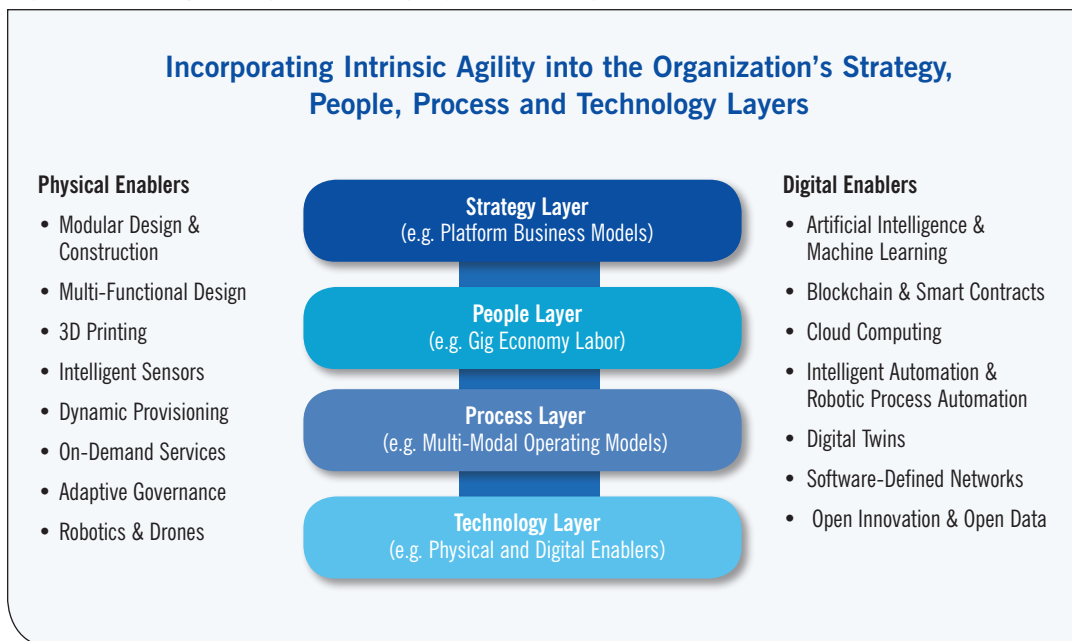 Incorporating Intrinsic Agility into the Organization's Strategy,
People, Process and Technology Layers
Physical Enablers
• Modular Design &
Construction
• Multi-Functional Design
• 3D Printing
• Intelligent Sensors
• Dynamic Provisioning
• On-Demand Services
• Adaptive Governance
• Robotics & Drones
Strategy Layer
(e.g. Platform Business Models)
People Layer
(e.g. Gig Economy Labor)
Process Layer
(e.g. Multi-Modal Operating Models)
Technology Layer
(e.g. Physical and Digital Enablers)
Digital Enablers
• Artificial Intelligence &
Machine Learning
• Blockchain & Smart Contracts
• Cloud Computing
• Intelligent Automation &
Robotic Process Automation
• Digital Twins
• Software-Defined Networks
• Open Innovation & Open Data